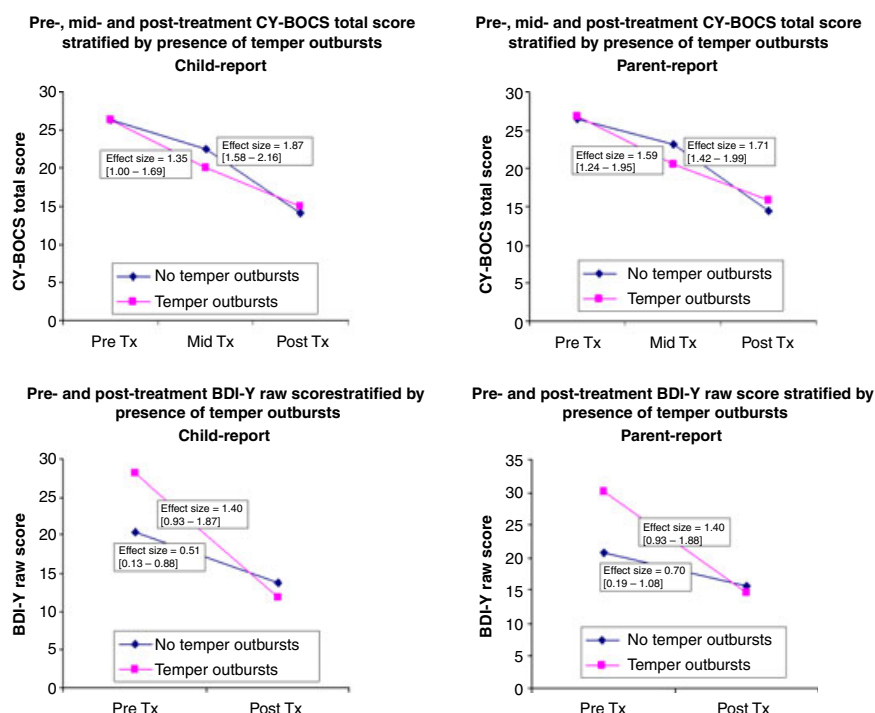 Pre-, mid- and post-treatment CY-BOCS total score
stratified by presence of temper outbursts
Child-report
30
25
20
15
10
5
0
CY-BOCS total score
Effect size = 1.35
[1.00 – 1.69]
Effect size = 1.87
[1.58 – 2.16]
No temper outbursts
Temper outbursts
Pre Tx
Mid Tx
Post Tx
Pre-, mid- and post-treatment CY-BOCS total score
stratified by presence of temper outbursts
Parent-report
30
25
20
15
10
5
0
CY-BOCS total score
Effect size = 1.59
[1.24 – 1.95]
Effect size = 1.71
[1.42 – 1.99]
No temper outbursts
Temper outbursts
Pre Tx
Mid Tx
Post Tx
Pre- and post-treatment BDI-Y raw scorestratified by
presence of temper outbursts
Child-report
30
25
20
15
10
5
0
BDI-Y raw score
Effect size = 1.40
[0.93 – 1.87]
Effect size = 0.51
[0.13 – 0.88]
No temper outbursts
Temper outbursts
Pre Tx
Post Tx
Pre- and post-treatment BDI-Y raw score stratified by
presence of temper outbursts
Parent-report
35
30
25
20
15
10
5
0
BDI-Y raw score
Effect size = 1.40
[0.93 – 1.88]
Effect size = 0.70
[0.19 – 1.08]
No temper outbursts
Temper outbursts
Pre Tx
Post Tx